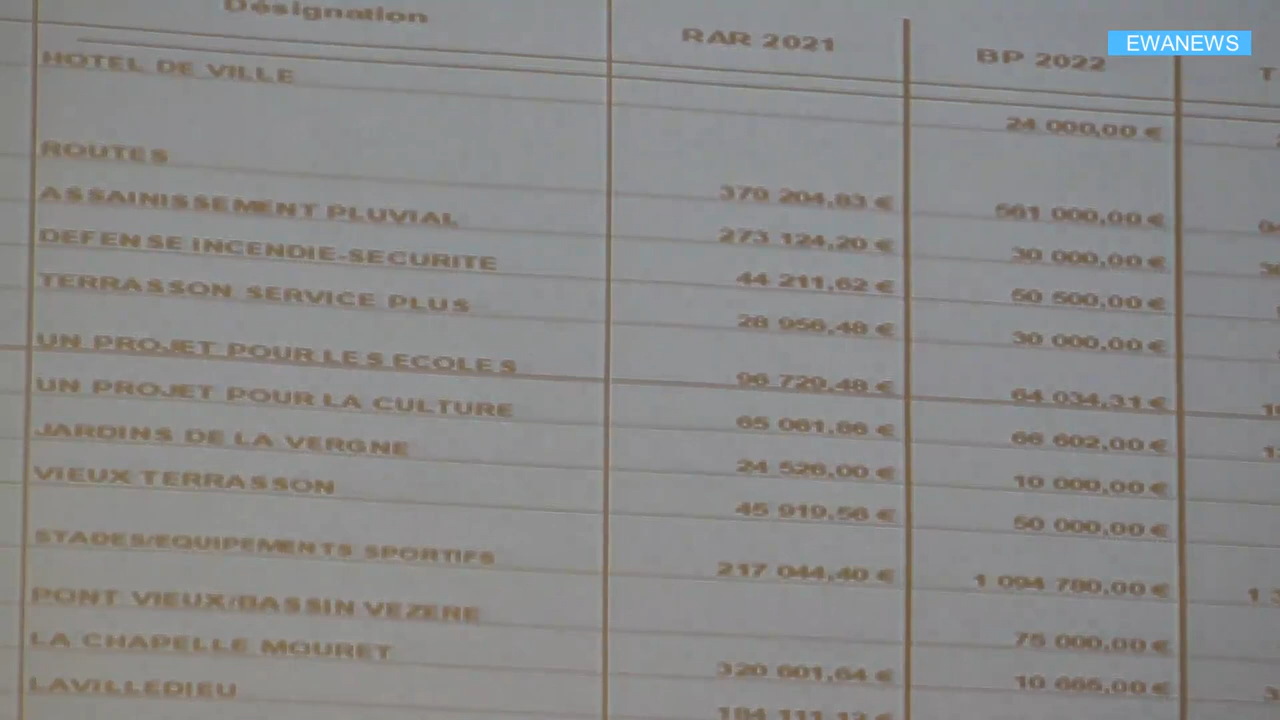 EWANEWS
Désignation RAR 2021 BP 2022 T
HOTEL DE VILLE 24 000,00 €
ROUTES 370 204,83 € 000,00 €
ASSAINISSEMENT PLUVIAL 273 124,20 € 30 000,00 €
DEFENSE INCENDIE-SECURITE 44 211,62 € 50 500,00 €
TERRASSON SERVICE PLUS 28 956,48 € 30 000,00 €
UN PROJET POUR LES ECOLES 96 720,48 € 64 034,31 €
UN PROJET POUR LA CULTURE 66 602,00 €
JARDINS DE LA VERGNE 24 526,00 € 10 000,00 €
VIEUX TERRASSON 45 919,56 € 50 000,00 €
STADES/EQUIPEMENTS SPORTIFS 217 044,40 € 1 094 780,00 €
PONT VIEUX/BASSIN VEZERE 75 000,00 €
LA CHAPELLE MOURET 320 601,64 € 10 665,00 €
LAVILLEDIEU